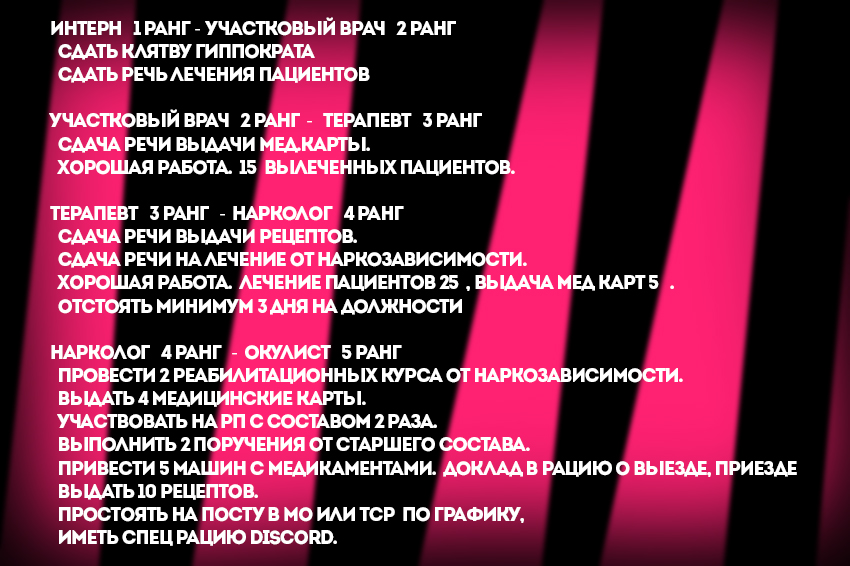 ИНТЕРН 1 РАНГ - УЧАСТКОВЫЙ ВРАЧ 2 РАНГ
СДАТЬ КЛЯТВУ ГИППОКРАТА
СДАТЬ РЕЧЬ ЛЕЧЕНИЯ ПАЦИЕНТОВ
УЧАСТКОВЫЙ ВРАЧ 2 РАНГ - ТЕРАПЕВТ 3 РАНГ
СДАЧА РЕЧИ ВЫДАЧИ МЕД.КАРТЫ.
ХОРОШАЯ РАБОТА. 15 ВЫЛЕЧЕННЫХ ПАЦИЕНТОВ.
ТЕРАПЕВТ 3 РАНГ - НАРКОЛОГ 4 РАНГ
СДАЧА РЕЧИ ВЫДАЧИ РЕЦЕПТОВ.
СДАЧА РЕЧИ НА ЛЕЧЕНИЕ ОТ НАРКОЗАВИСИМОСТИ.
ХОРОШАЯ РАБОТА. ЛЕЧЕНИЕ ПАЦИЕНТОВ 25 , ВЫДАЧА МЕД КАРТ 5 .
ОТСТОЯТЬ МИНИМУМ 3 ДНЯ НА ДОЛЖНОСТИ
НАРКОЛОГ 4 РАНГ - ОКУЛИСТ 5 РАНГ
ПРОВЕСТИ 2 РЕАБИЛИТАЦИОННЫХ КУРСА ОТ НАРКОЗАВИСИМОСТИ.
ВЫДАТЬ 4 МЕДИЦИНСКИЕ КАРТЫ.
УЧАСТВОВАТЬ НА РП С СОСТАВОМ 2 РАЗА.
ВЫПОЛНИТЬ 2 ПОРУЧЕНИЯ ОТ СТАРШЕГО СОСТАВА.
ПРИВЕСТИ 5 МАШИН С МЕДИКАМЕНТАМИ. ДОКЛАД В РАЦИЮ О ВЫЕЗДЕ, ПРИЕЗДЕ
ВЫДАТЬ 10 РЕЦЕПТОВ.
ПРОСТОЯТЬ НА ПОСТУ В МО ИЛИ ТСР ПО ГРАФИКУ,
ИМЕТЬ СПЕЦ РАЦИЮ DISCORD.